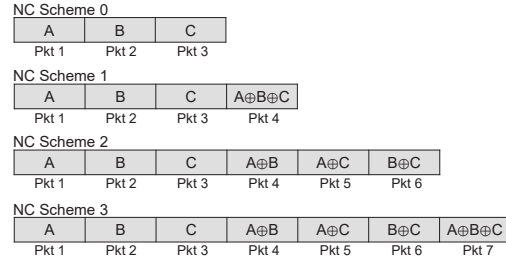 NC Scheme 0
A B C
Pkt 1 Pkt 2 Pkt 3
NC Scheme 1
A B C A⊕B⊕C
Pkt 1 Pkt 2 Pkt 3 Pkt 4
NC Scheme 2
A B C A⊕B A⊕C B⊕C
Pkt 1 Pkt 2 Pkt 3 Pkt 4 Pkt 5 Pkt 6
NC Scheme 3
A B C A⊕B A⊕C B⊕C A⊕B⊕C
Pkt 1 Pkt 2 Pkt 3 Pkt 4 Pkt 5 Pkt 6 Pkt 7